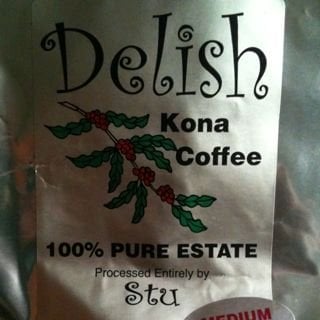 Delish
Kona
Coffee
100% PURE ESTATE
Processed Entirely by
Stu
MEDIUM